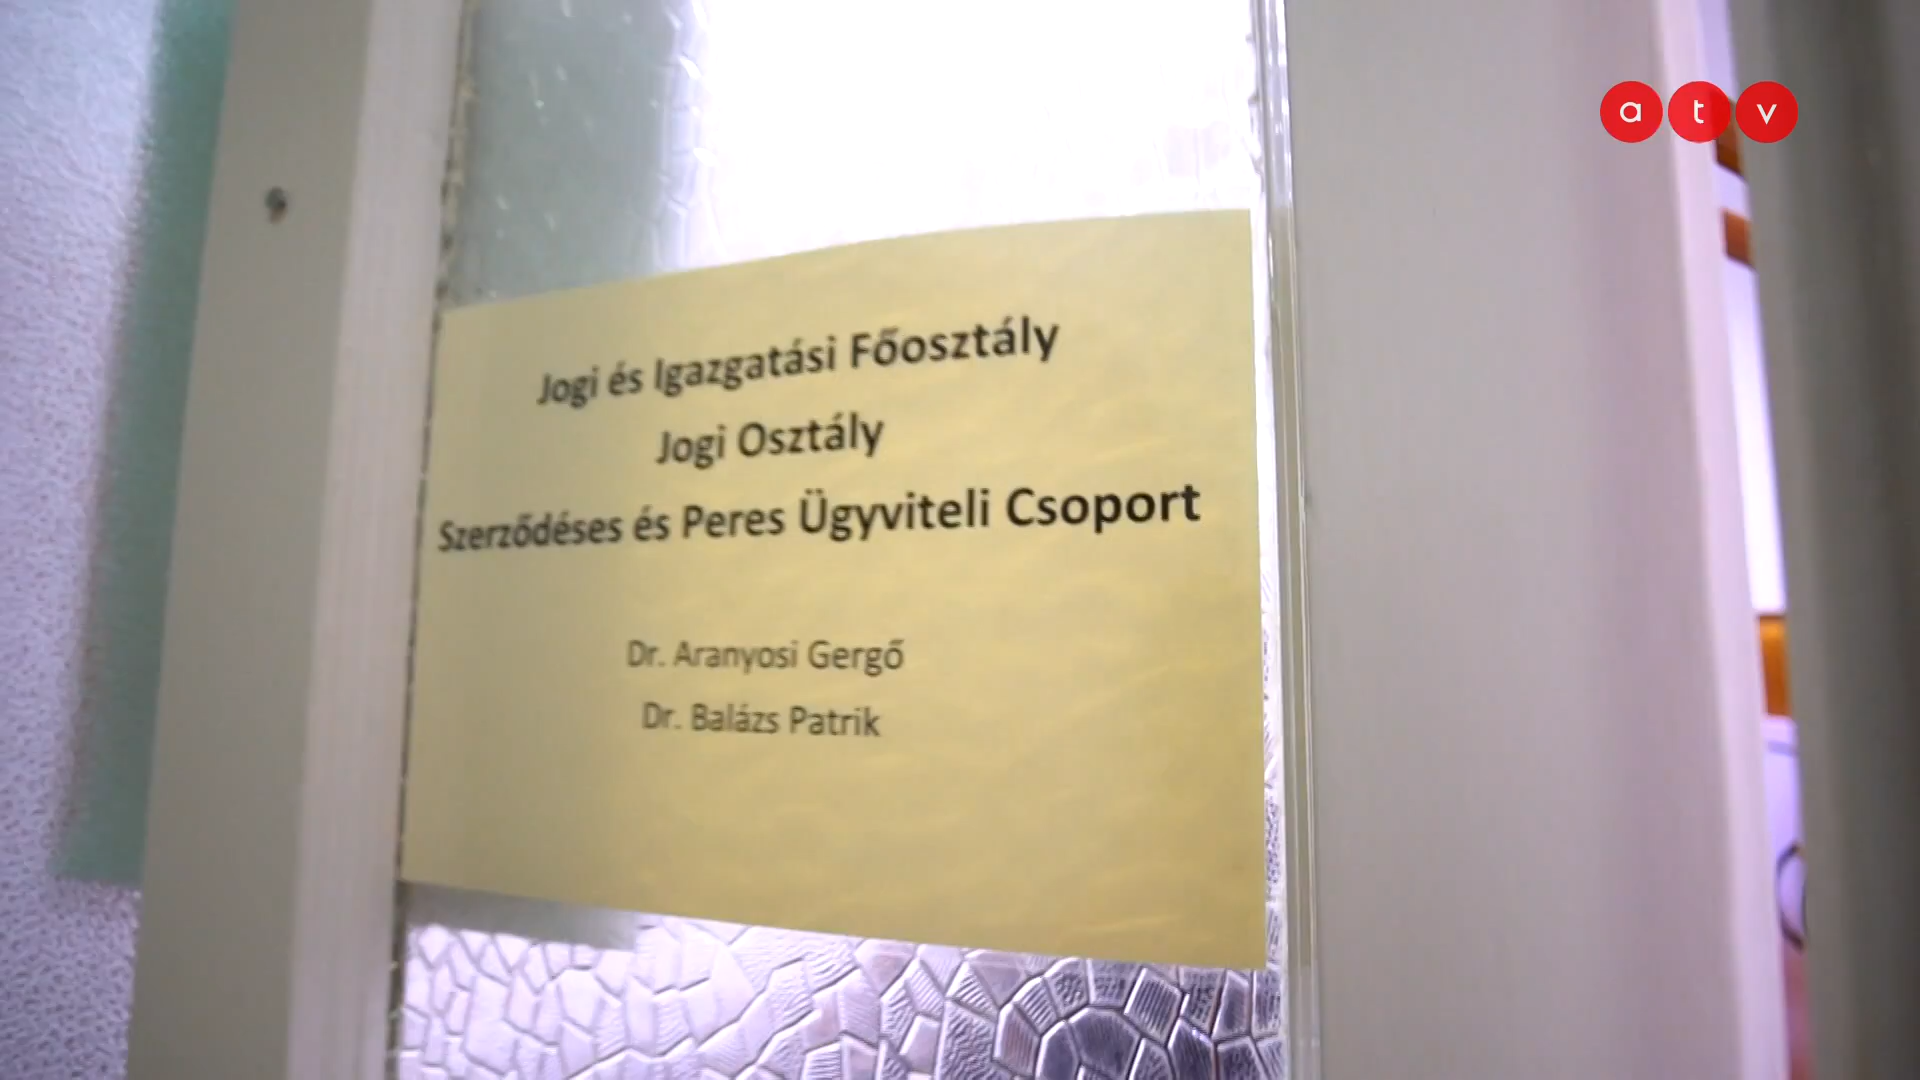 atv
Jogi és Igazgatási Főosztály
Jogi Osztály
Szerződéses és Peres Ügyviteli Csoport
Dr. Aranyosi Gergő
Dr. Balázs Patrik